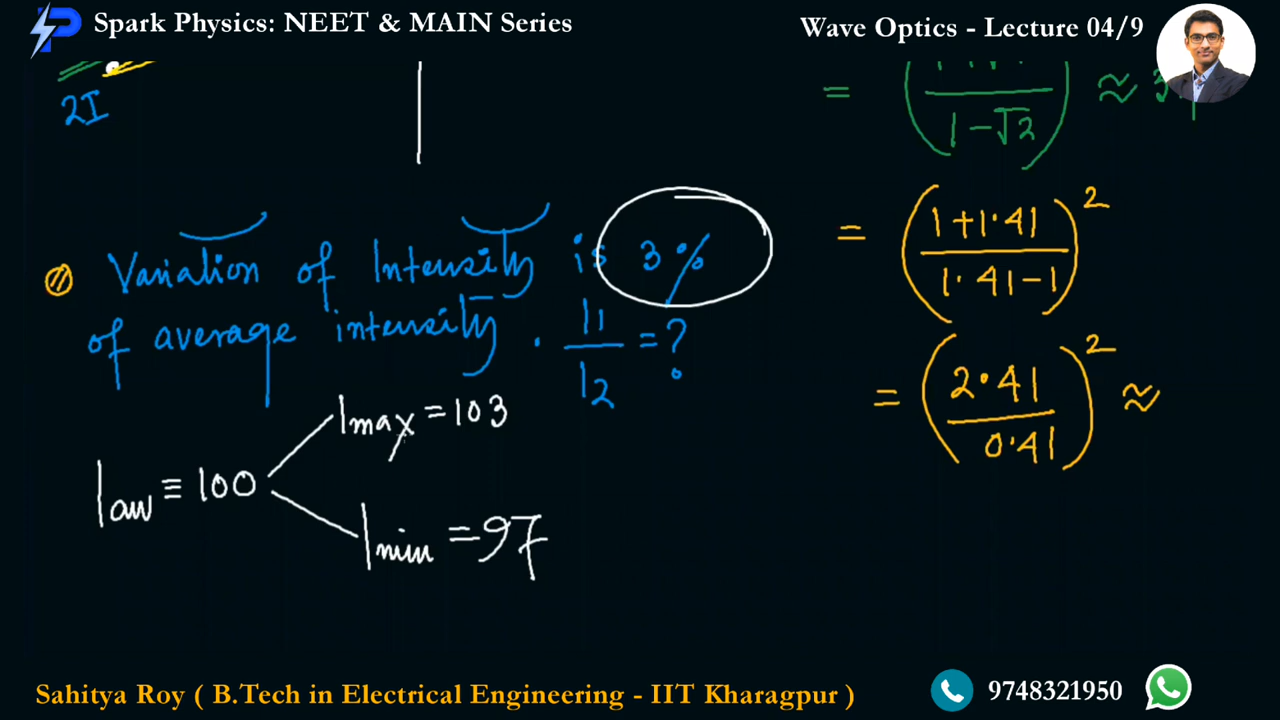 Spark Physics: NEET & MAIN Series
Wave Optics - Lecture 04/9
2I
= ( / 1-√2 ) ≈ 3
Variation of Intensity is 3%
of average intensity. I1/I2 = ?
Imax = 103
Iav ≡ 100
Imin = 97
= (1+1.41 / 1.41-1)²
= (2.41 / 0.41)² ≈
Sahitya Roy ( B.Tech in Electrical Engineering - IIT Kharagpur )
9748321950